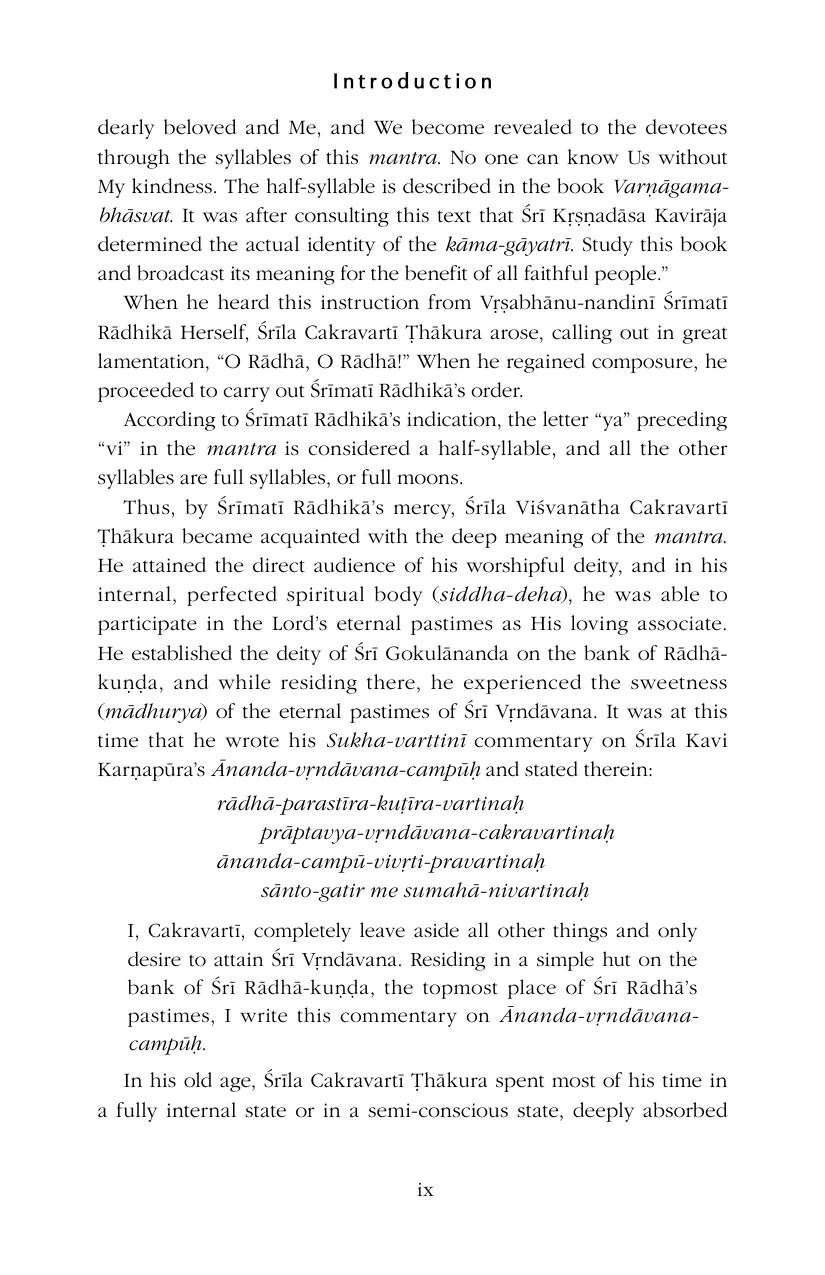 Introduction
dearly beloved and Me, and We become revealed to the devotees
through the syllables of this mantra. No one can know Us without
My kindness. The half-syllable is described in the book Varṇāgama-
bhāsvat. It was after consulting this text that Śrī Kṛṣṇadāsa Kavirāja
determined the actual identity of the kāma-gāyatrī. Study this book
and broadcast its meaning for the benefit of all faithful people.”
When he heard this instruction from Vṛṣabhānu-nandinī Śrīmatī
Rādhikā Herself, Śrīla Cakravartī Ṭhākura arose, calling out in great
lamentation, “O Rādhā, O Rādhā!” When he regained composure, he
proceeded to carry out Śrīmatī Rādhikā’s order.
According to Śrīmatī Rādhikā’s indication, the letter “ya” preceding
“vi” in the mantra is considered a half-syllable, and all the other
syllables are full syllables, or full moons.
Thus, by Śrīmatī Rādhikā’s mercy, Śrīla Viśvanātha Cakravartī
Ṭhākura became acquainted with the deep meaning of the mantra.
He attained the direct audience of his worshipful deity, and in his
internal, perfected spiritual body (siddha-deha), he was able to
participate in the Lord’s eternal pastimes as His loving associate.
He established the deity of Śrī Gokulānanda on the bank of Rādhā-
kuṇḍa, and while residing there, he experienced the sweetness
(mādhurya) of the eternal pastimes of Śrī Vṛndāvana. It was at this
time that he wrote his Sukha-varttinī commentary on Śrīla Kavi
Karṇapūra’s Ānanda-vṛndāvana-campūḥ and stated therein:
rādhā-parastīra-kuṭīra-vartinaḥ
prāptavya-vṛndāvana-cakravartinaḥ
ānanda-campū-vivṛti-pravartinaḥ
sānto-gatir me sumahā-nivartinaḥ
I, Cakravartī, completely leave aside all other things and only
desire to attain Śrī Vṛndāvana. Residing in a simple hut on the
bank of Śrī Rādhā-kuṇḍa, the topmost place of Śrī Rādhā’s
pastimes, I write this commentary on Ānanda-vṛndāvana-
campūḥ.
In his old age, Śrīla Cakravartī Ṭhākura spent most of his time in
a fully internal state or in a semi-conscious state, deeply absorbed
ix